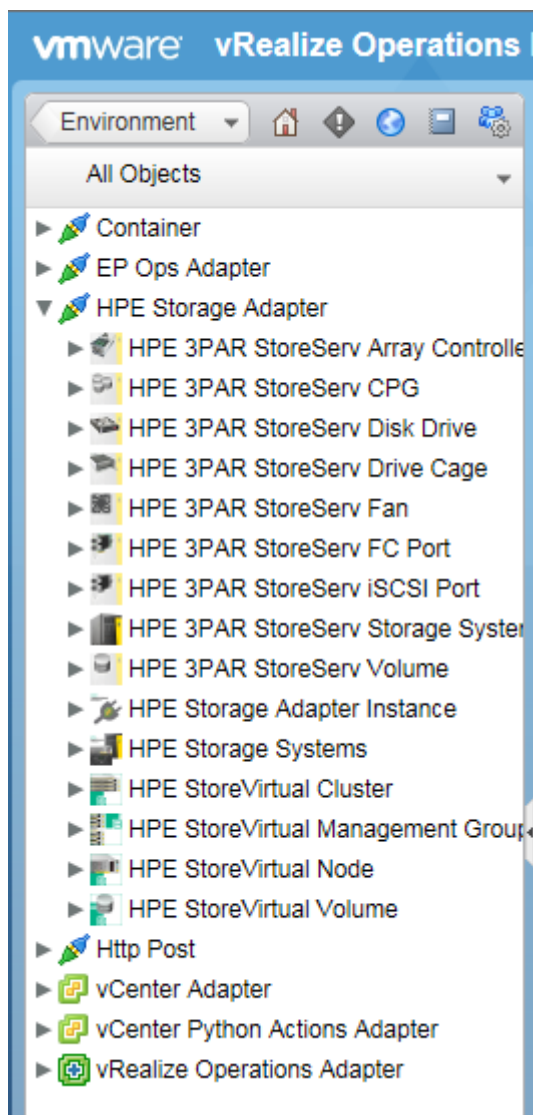 vmware vRealize Operations
Environment
All Objects
Container
EP Ops Adapter
HPE Storage Adapter
HPE 3PAR StoreServ Array Controlle
HPE 3PAR StoreServ CPG
HPE 3PAR StoreServ Disk Drive
HPE 3PAR StoreServ Drive Cage
HPE 3PAR StoreServ Fan
HPE 3PAR StoreServ FC Port
HPE 3PAR StoreServ iSCSI Port
HPE 3PAR StoreServ Storage System
HPE 3PAR StoreServ Volume
HPE Storage Adapter Instance
HPE Storage Systems
HPE StoreVirtual Cluster
HPE StoreVirtual Management Group
HPE StoreVirtual Node
HPE StoreVirtual Volume
Http Post
vCenter Adapter
vCenter Python Actions Adapter
vRealize Operations Adapter